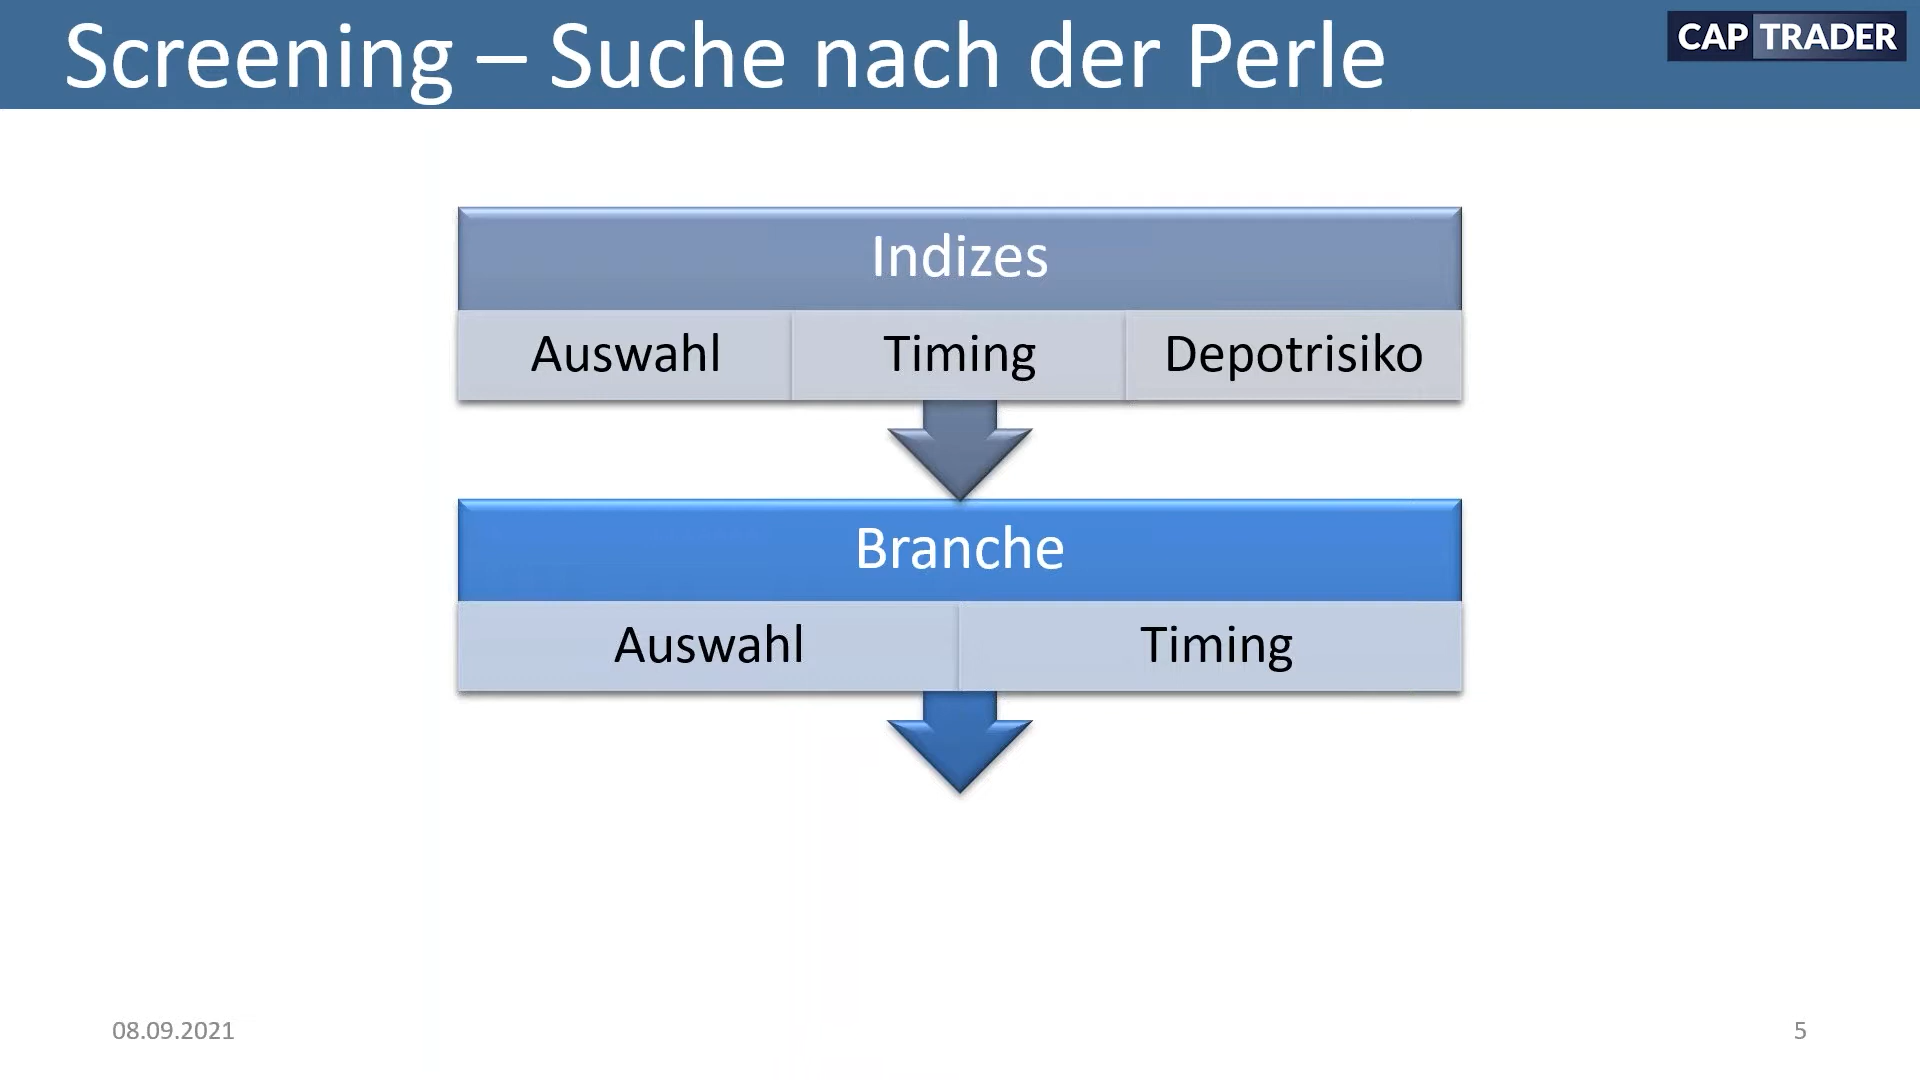 Screening – Suche nach der Perle
CAP TRADER
Indizes
Auswahl Timing Depotrisiko
Branche
Auswahl Timing
08.09.2021 5